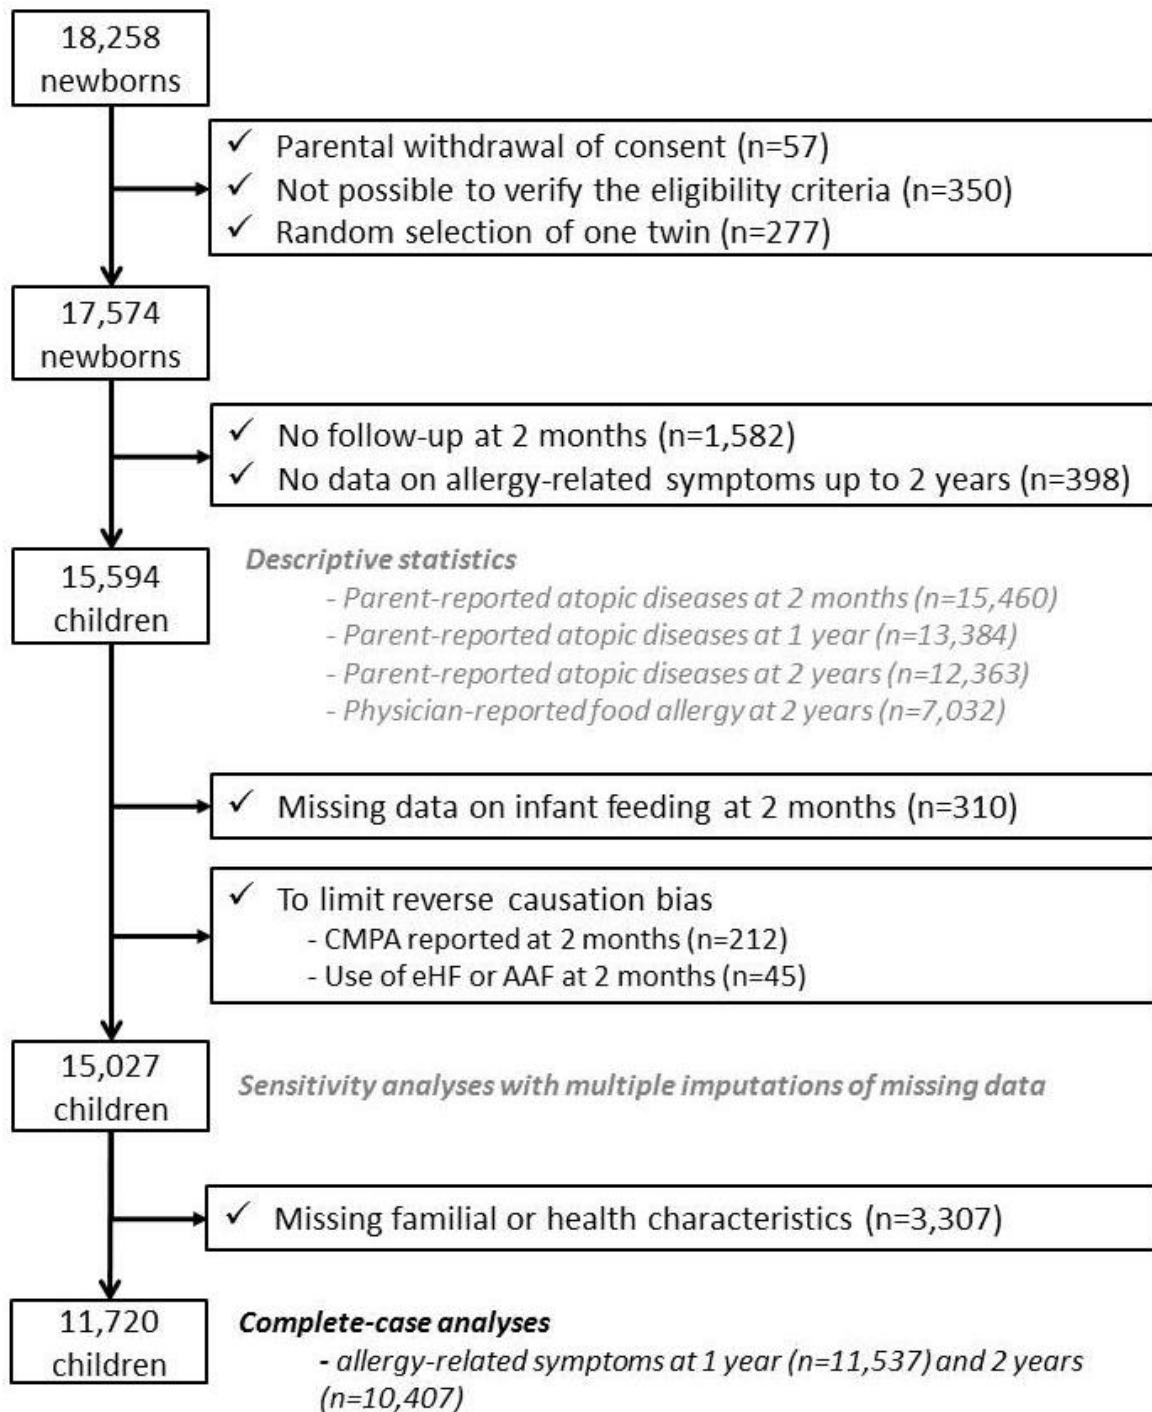 18,258
newborns
✓ Parental withdrawal of consent (n=57)
✓ Not possible to verify the eligibility criteria (n=350)
✓ Random selection of one twin (n=277)
17,574
newborns
✓ No follow-up at 2 months (n=1,582)
✓ No data on allergy-related symptoms up to 2 years (n=398)
15,594
children
Descriptive statistics
- Parent-reported atopic diseases at 2 months (n=15,460)
- Parent-reported atopic diseases at 1 year (n=13,384)
- Parent-reported atopic diseases at 2 years (n=12,363)
- Physician-reported food allergy at 2 years (n=7,032)
✓ Missing data on infant feeding at 2 months (n=310)
✓ To limit reverse causation bias
- CMPA reported at 2 months (n=212)
- Use of eHF or AAF at 2 months (n=45)
15,027
children
Sensitivity analyses with multiple imputations of missing data
✓ Missing familial or health characteristics (n=3,307)
11,720
children
Complete-case analyses
- allergy-related symptoms at 1 year (n=11,537) and 2 years
(n=10,407)